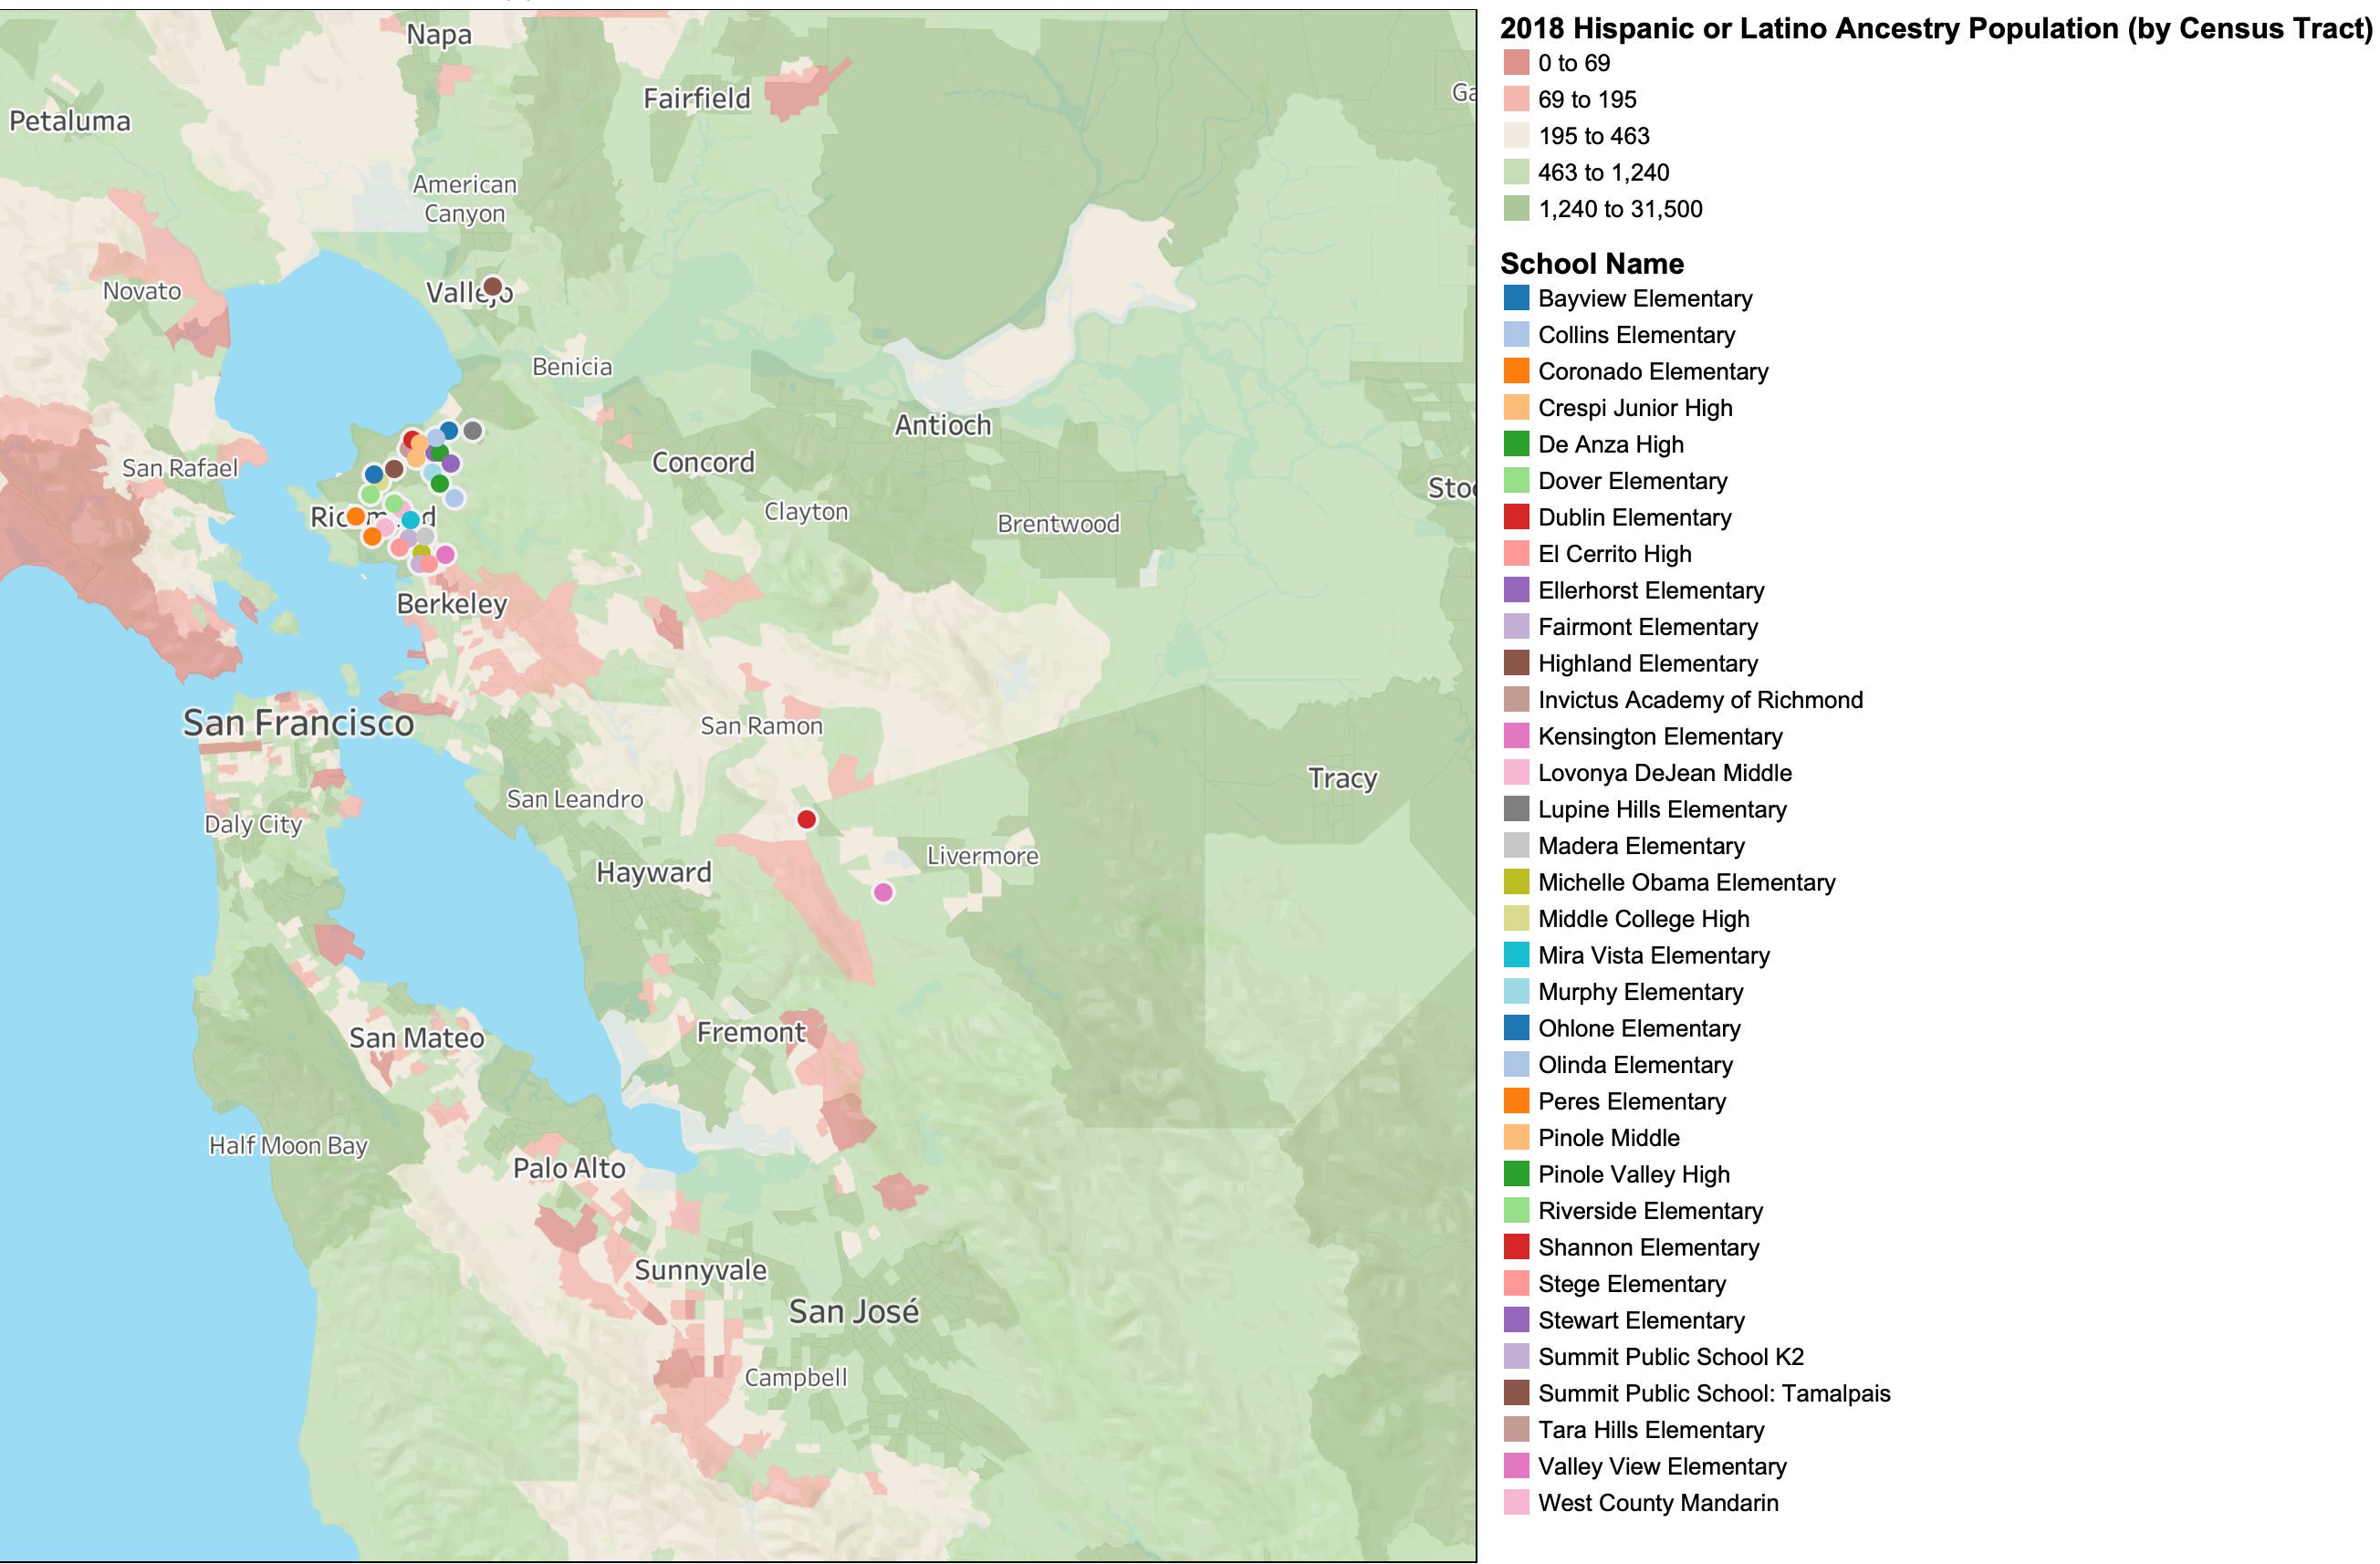 Napa
Fairfield
Petaluma
American
Canyon
Novato
Vallejo
Benicia
Antioch
San Rafael
Concord
Clayton
Brentwood
Berkeley
San Francisco
San Ramon
Tracy
San Leandro
Daly City
Livermore
Hayward
Fremont
San Mateo
Half Moon Bay
Palo Alto
Sunnyvale
San José
Campbell
2018 Hispanic or Latino Ancestry Population (by Census Tract)
0 to 69
69 to 195
195 to 463
463 to 1,240
1,240 to 31,500
School Name
Bayview Elementary
Collins Elementary
Coronado Elementary
Crespi Junior High
De Anza High
Dover Elementary
Dublin Elementary
El Cerrito High
Ellerhorst Elementary
Fairmont Elementary
Highland Elementary
Invictus Academy of Richmond
Kensington Elementary
Lovonya DeJean Middle
Lupine Hills Elementary
Madera Elementary
Michelle Obama Elementary
Middle College High
Mira Vista Elementary
Murphy Elementary
Ohlone Elementary
Olinda Elementary
Peres Elementary
Pinole Middle
Pinole Valley High
Riverside Elementary
Shannon Elementary
Stege Elementary
Stewart Elementary
Summit Public School K2
Summit Public School: Tamalpais
Tara Hills Elementary
Valley View Elementary
West County Mandarin